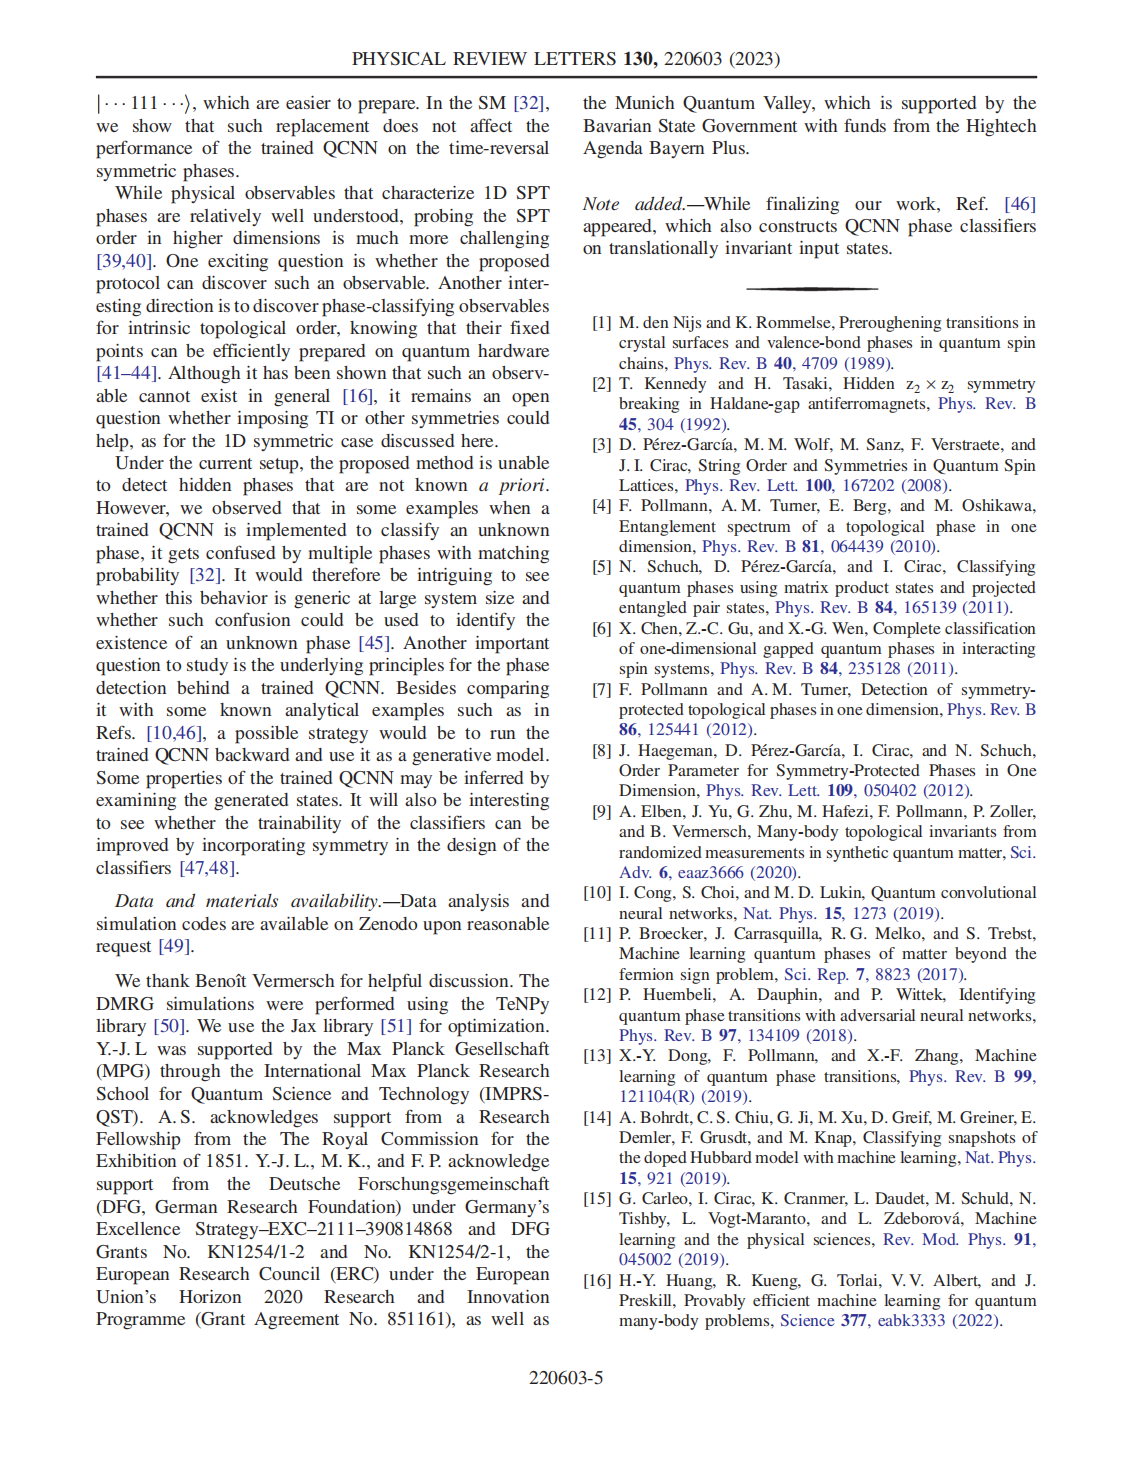 PHYSICAL REVIEW LETTERS 130, 220603 (2023)
|⋯111⋯⟩, which are easier to prepare. In the SM [32],
we show that such replacement does not affect the
performance of the trained QCNN on the time-reversal
symmetric phases.
While physical observables that characterize 1D SPT
phases are relatively well understood, probing the SPT
order in higher dimensions is much more challenging
[39,40]. One exciting question is whether the proposed
protocol can discover such an observable. Another inter-
esting direction is to discover phase-classifying observables
for intrinsic topological order, knowing that their fixed
points can be efficiently prepared on quantum hardware
[41–44]. Although it has been shown that such an observ-
able cannot exist in general [16], it remains an open
question whether imposing TI or other symmetries could
help, as for the 1D symmetric case discussed here.
Under the current setup, the proposed method is unable
to detect hidden phases that are not known a priori.
However, we observed that in some examples when a
trained QCNN is implemented to classify an unknown
phase, it gets confused by multiple phases with matching
probability [32]. It would therefore be intriguing to see
whether this behavior is generic at large system size and
whether such confusion could be used to identify the
existence of an unknown phase [45]. Another important
question to study is the underlying principles for the phase
detection behind a trained QCNN. Besides comparing
it with some known analytical examples such as in
Refs. [10,46], a possible strategy would be to run the
trained QCNN backward and use it as a generative model.
Some properties of the trained QCNN may be inferred by
examining the generated states. It will also be interesting
to see whether the trainability of the classifiers can be
improved by incorporating symmetry in the design of the
classifiers [47,48].
Data and materials availability.—Data analysis and
simulation codes are available on Zenodo upon reasonable
request [49].
We thank Benoît Vermersch for helpful discussion. The
DMRG simulations were performed using the TeNPy
library [50]. We use the Jax library [51] for optimization.
Y.-J. L was supported by the Max Planck Gesellschaft
(MPG) through the International Max Planck Research
School for Quantum Science and Technology (IMPRS-
QST). A. S. acknowledges support from a Research
Fellowship from the The Royal Commission for the
Exhibition of 1851. Y.-J. L., M. K., and F. P. acknowledge
support from the Deutsche Forschungsgemeinschaft
(DFG, German Research Foundation) under Germany's
Excellence Strategy–EXC–2111–390814868 and DFG
Grants No. KN1254/1-2 and No. KN1254/2-1, the
European Research Council (ERC) under the European
Union's Horizon 2020 Research and Innovation
Programme (Grant Agreement No. 851161), as well as
the Munich Quantum Valley, which is supported by the
Bavarian State Government with funds from the Hightech
Agenda Bayern Plus.
Note added.—While finalizing our work, Ref. [46]
appeared, which also constructs QCNN phase classifiers
on translationally invariant input states.
[1] M. den Nijs and K. Rommelse, Preroughening transitions in
crystal surfaces and valence-bond phases in quantum spin
chains, Phys. Rev. B 40, 4709 (1989).
[2] T. Kennedy and H. Tasaki, Hidden z₂ × z₂ symmetry
breaking in Haldane-gap antiferromagnets, Phys. Rev. B
45, 304 (1992).
[3] D. Pérez-García, M. M. Wolf, M. Sanz, F. Verstraete, and
J. I. Cirac, String Order and Symmetries in Quantum Spin
Lattices, Phys. Rev. Lett. 100, 167202 (2008).
[4] F. Pollmann, A. M. Turner, E. Berg, and M. Oshikawa,
Entanglement spectrum of a topological phase in one
dimension, Phys. Rev. B 81, 064439 (2010).
[5] N. Schuch, D. Pérez-García, and I. Cirac, Classifying
quantum phases using matrix product states and projected
entangled pair states, Phys. Rev. B 84, 165139 (2011).
[6] X. Chen, Z.-C. Gu, and X.-G. Wen, Complete classification
of one-dimensional gapped quantum phases in interacting
spin systems, Phys. Rev. B 84, 235128 (2011).
[7] F. Pollmann and A. M. Turner, Detection of symmetry-
protected topological phases in one dimension, Phys. Rev. B
86, 125441 (2012).
[8] J. Haegeman, D. Pérez-García, I. Cirac, and N. Schuch,
Order Parameter for Symmetry-Protected Phases in One
Dimension, Phys. Rev. Lett. 109, 050402 (2012).
[9] A. Elben, J. Yu, G. Zhu, M. Hafezi, F. Pollmann, P. Zoller,
and B. Vermersch, Many-body topological invariants from
randomized measurements in synthetic quantum matter, Sci.
Adv. 6, eaaz3666 (2020).
[10] I. Cong, S. Choi, and M. D. Lukin, Quantum convolutional
neural networks, Nat. Phys. 15, 1273 (2019).
[11] P. Broecker, J. Carrasquilla, R. G. Melko, and S. Trebst,
Machine learning quantum phases of matter beyond the
fermion sign problem, Sci. Rep. 7, 8823 (2017).
[12] P. Huembeli, A. Dauphin, and P. Wittek, Identifying
quantum phase transitions with adversarial neural networks,
Phys. Rev. B 97, 134109 (2018).
[13] X.-Y. Dong, F. Pollmann, and X.-F. Zhang, Machine
learning of quantum phase transitions, Phys. Rev. B 99,
121104(R) (2019).
[14] A. Bohrdt, C. S. Chiu, G. Ji, M. Xu, D. Greif, M. Greiner, E.
Demler, F. Grusdt, and M. Knap, Classifying snapshots of
the doped Hubbard model with machine learning, Nat. Phys.
15, 921 (2019).
[15] G. Carleo, I. Cirac, K. Cranmer, L. Daudet, M. Schuld, N.
Tishby, L. Vogt-Maranto, and L. Zdeborová, Machine
learning and the physical sciences, Rev. Mod. Phys. 91,
045002 (2019).
[16] H.-Y. Huang, R. Kueng, G. Torlai, V. V. Albert, and J.
Preskill, Provably efficient machine learning for quantum
many-body problems, Science 377, eabk3333 (2022).
220603-5